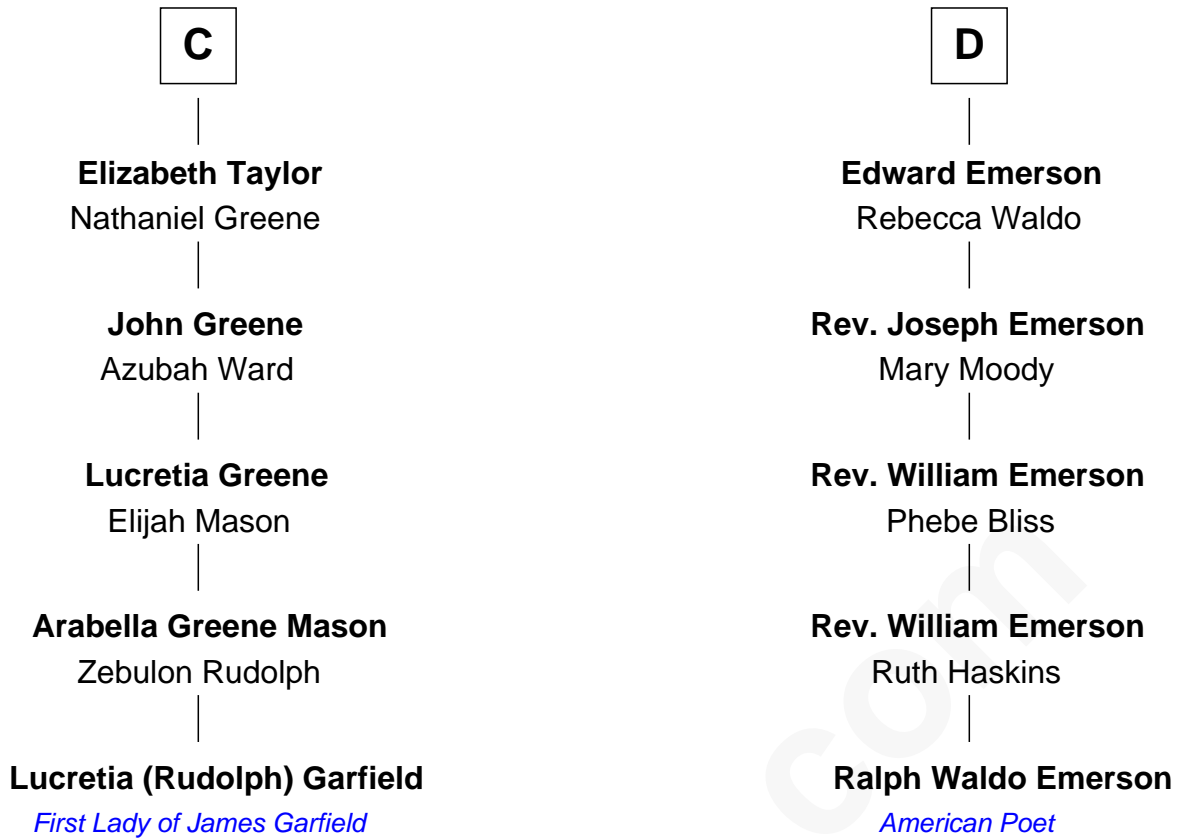 C
Elizabeth Taylor
Nathaniel Greene
John Greene
Azubah Ward
Lucretia Greene
Elijah Mason
Arabella Greene Mason
Zebulon Rudolph
Lucretia (Rudolph) Garfield
First Lady of James Garfield
D
Edward Emerson
Rebecca Waldo
Rev. Joseph Emerson
Mary Moody
Rev. William Emerson
Phebe Bliss
Rev. William Emerson
Ruth Haskins
Ralph Waldo Emerson
American Poet
com